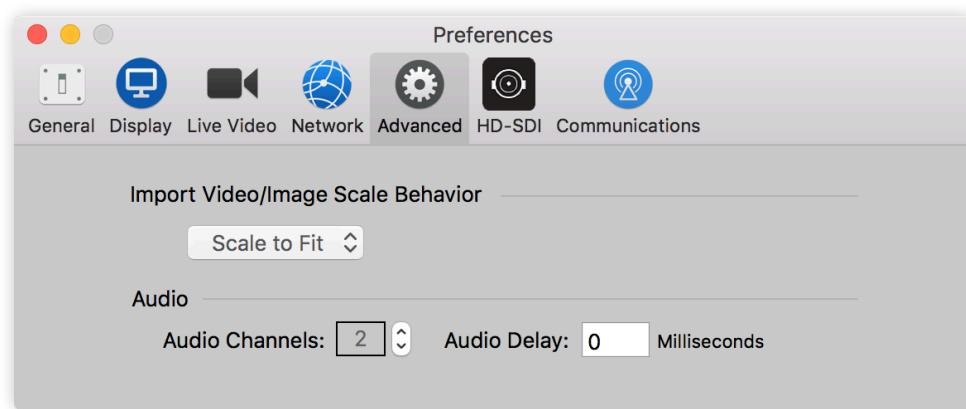 Preferences
General Display Live Video Network Advanced HD-SDI Communications
Import Video/Image Scale Behavior
Scale to Fit
Audio
Audio Channels: 2 Audio Delay: 0 Milliseconds